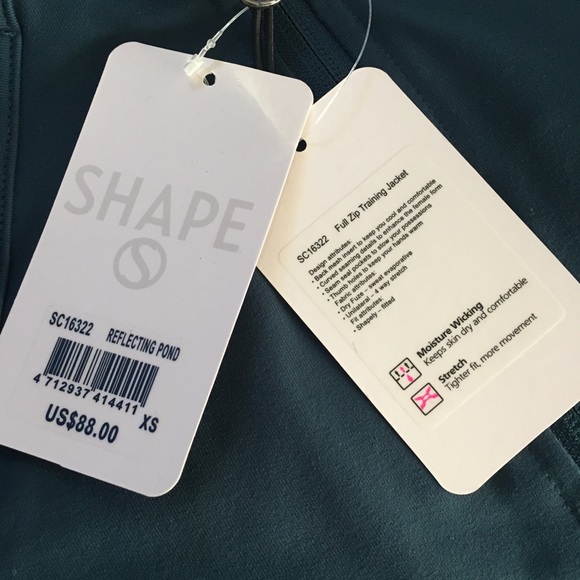 SHAPE
S
SC16322 REFLECTING POND
4 712937 414411 XS
US$88.00
SC16322 Full Zip Training Jacket
Design attributes:
• Back mesh insert to keep you cool and comfortable
• Curved seaming details to enhance the female form
• Seam seal pockets to stow your possessions
• Thumb holes to keep your hands warm
Fabric attributes:
• Dry Fuze – sweat evaporative
• Unilateral - 4 way stretch
Fit attributes:
• Shapely – fitted
Moisture Wicking
Keeps skin dry and comfortable
Stretch
Tighter fit, more movement